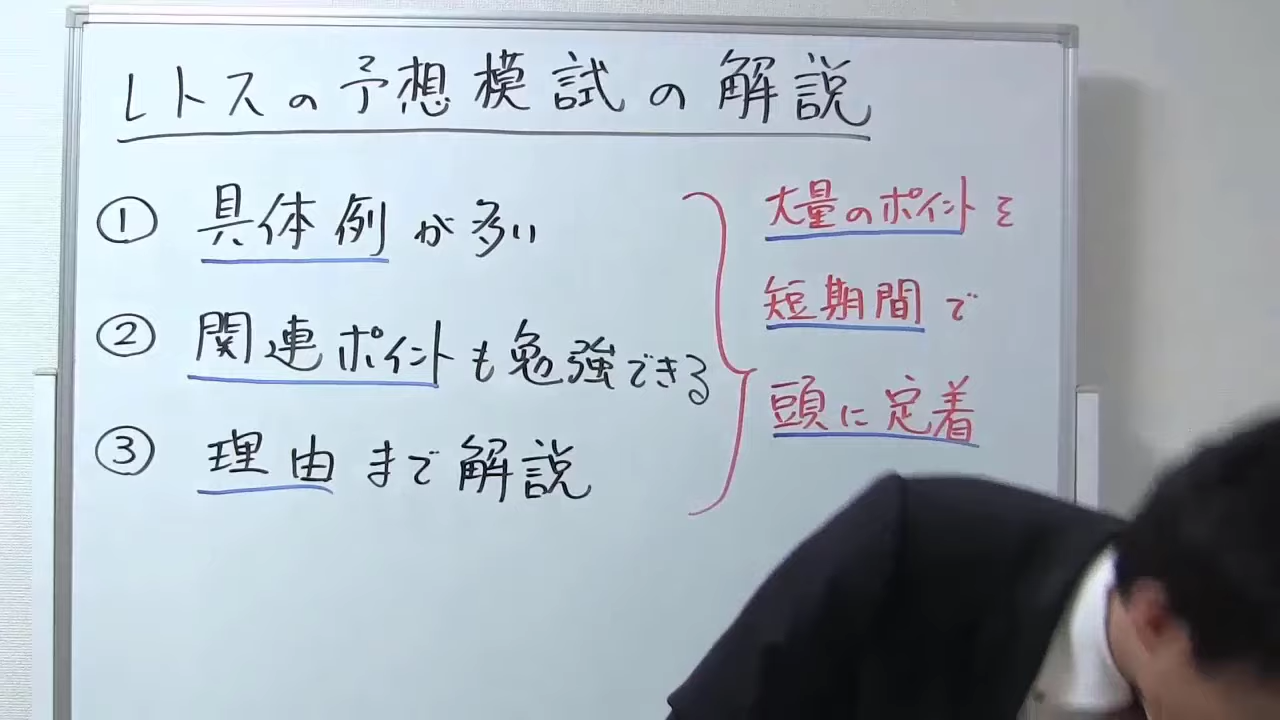 レトスの予想模試の解説
① 具体例が多い
② 関連ポイントも勉強できる
③ 理由まで解説
大量のポイントを
短期間で
頭に定着